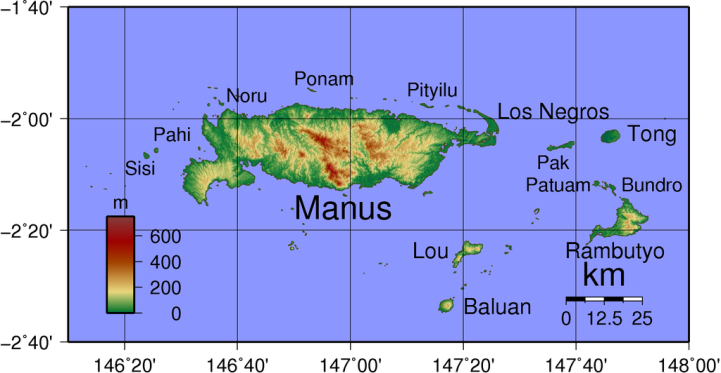 −1°40'
Ponam
Noru
Pityilu
Los Negros
−2°00'
Pahi
Tong
Sisi
Pak
Patuam
Bundro
m
Manus
−2°20'
600
400
200
0
Lou
Rambutyo
km
Baluan
0 12.5 25
−2°40'
146°20' 146°40' 147°00' 147°20' 147°40' 148°00'